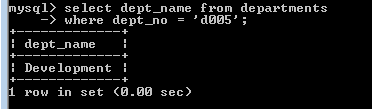 mysql> select dept_name from departments
    -> where dept_no = 'd005';
+-------------+
| dept_name   |
+-------------+
| Development |
+-------------+
1 row in set (0.00 sec)